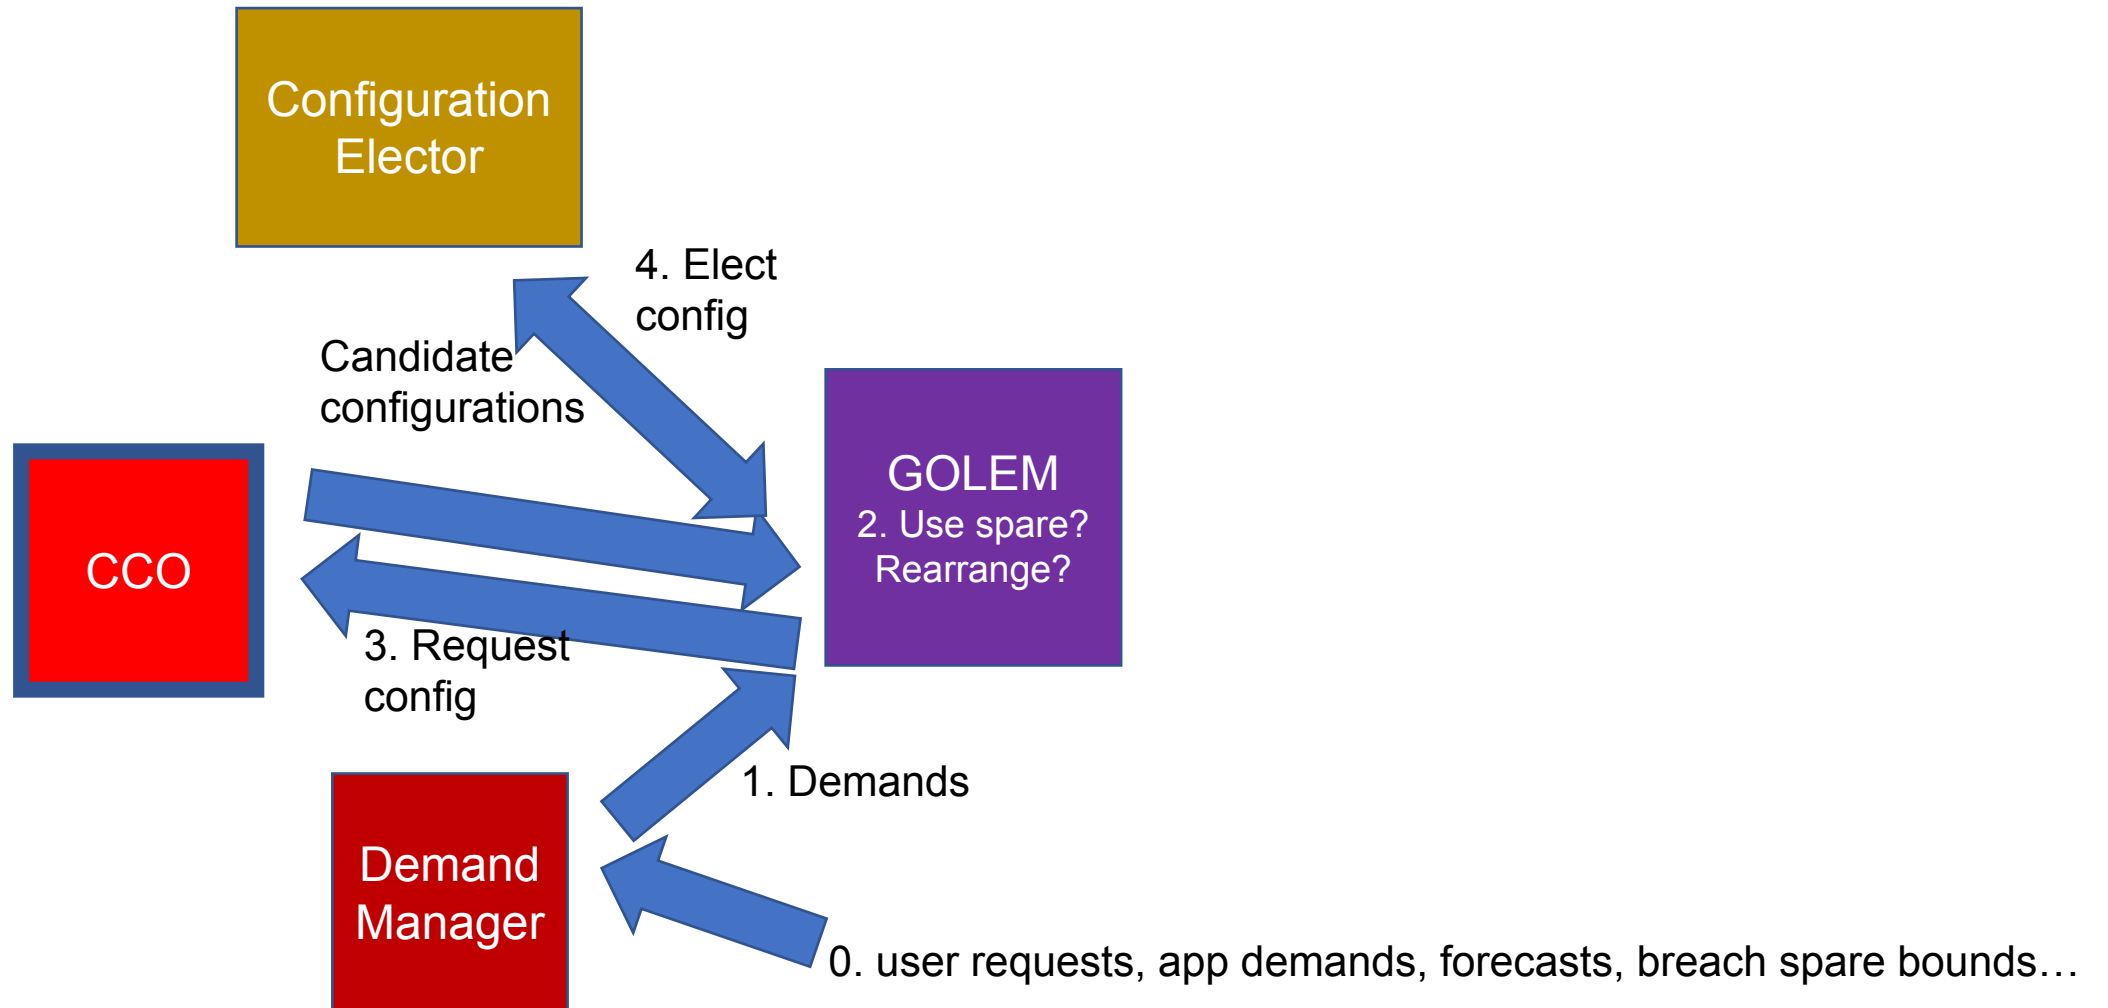 Configuration
Elector
4. Elect
config
Candidate
configurations
GOLEM
2. Use spare?
Rearrange?
CCO
3. Request
config
1. Demands
Demand
Manager
0. user requests, app demands, forecasts, breach spare bounds…